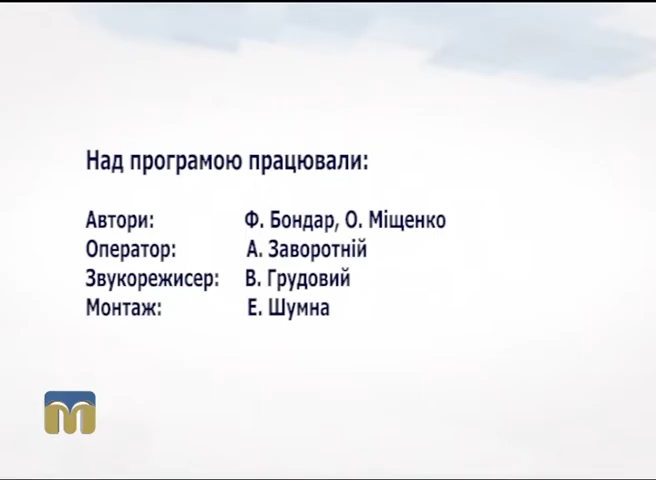 Над програмою працювали:
Автори: Ф. Бондар, О. Міщенко
Оператор: А. Заворотній
Звукорежисер: В. Грудовий
Монтаж: Е. Шумна